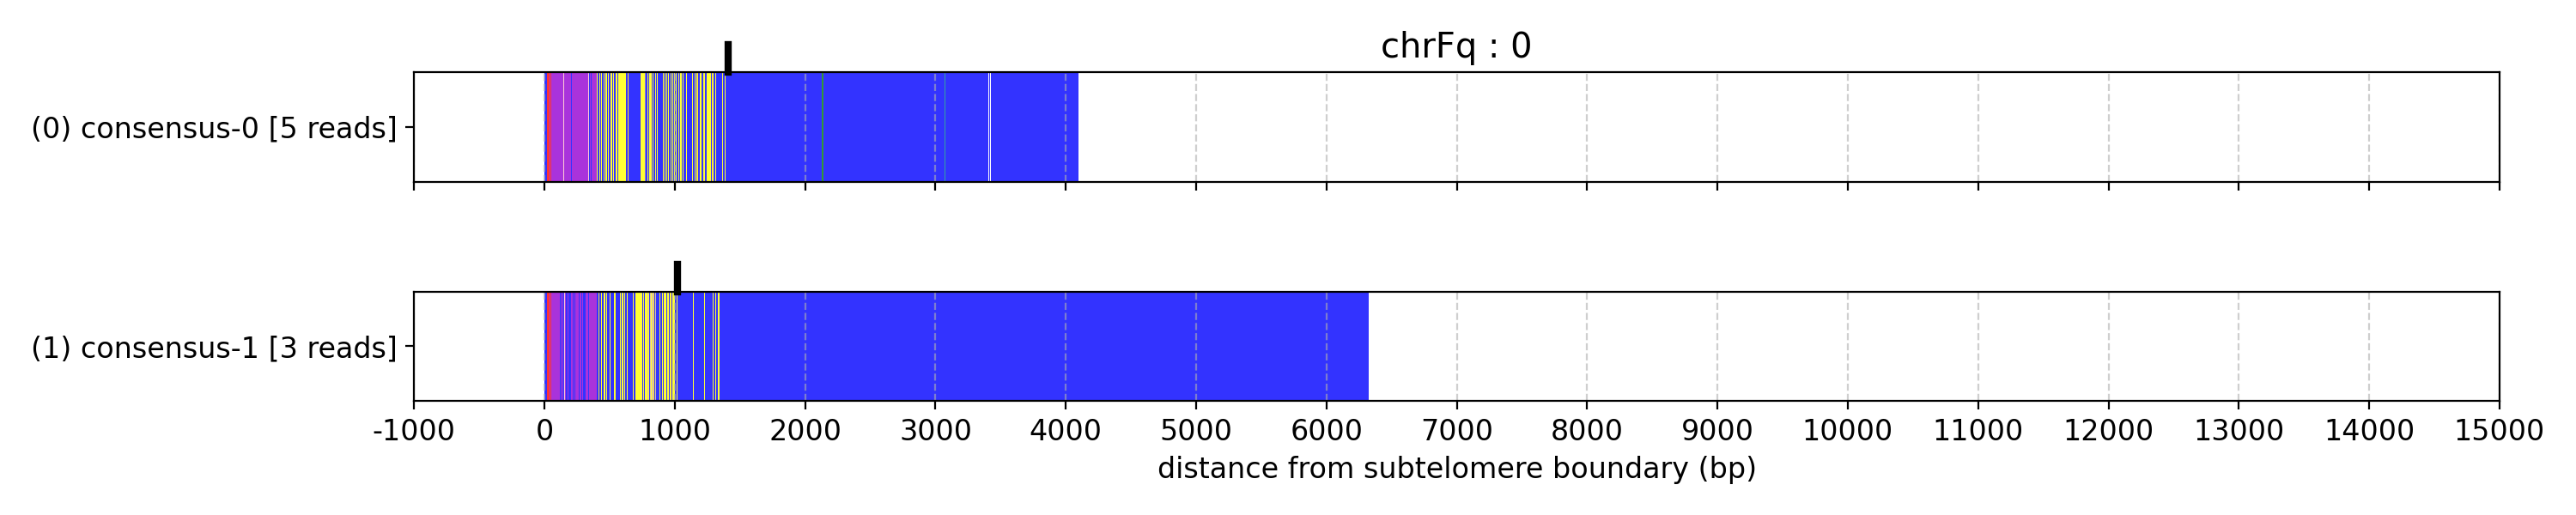 chrFq : 0
(0) consensus-0 [5 reads]
(1) consensus-1 [3 reads]
-1000 0 1000 2000 3000 4000 5000 6000 7000 8000 9000 10000 11000 12000 13000 14000 15000
distance from subtelomere boundary (bp)